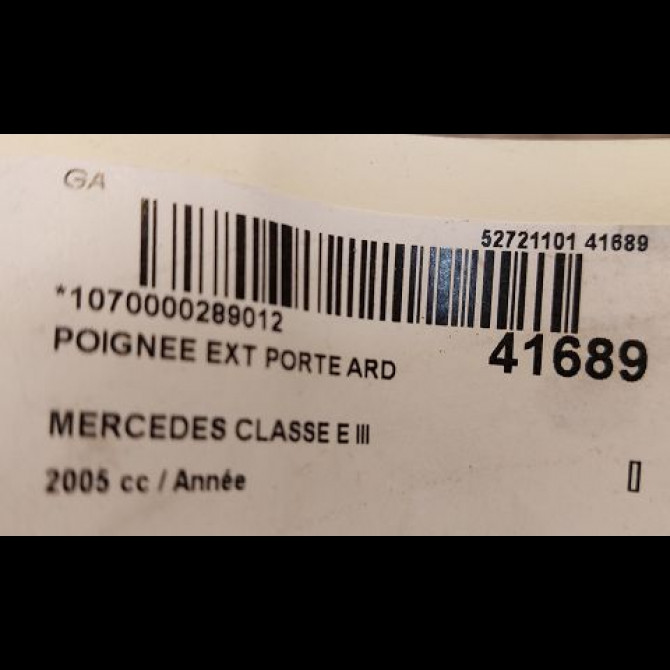 GA
52721101 41689
*1070000289012
41689
POIGNEE EXT PORTE ARD
MERCEDES CLASSE E III
2005 cc / Année